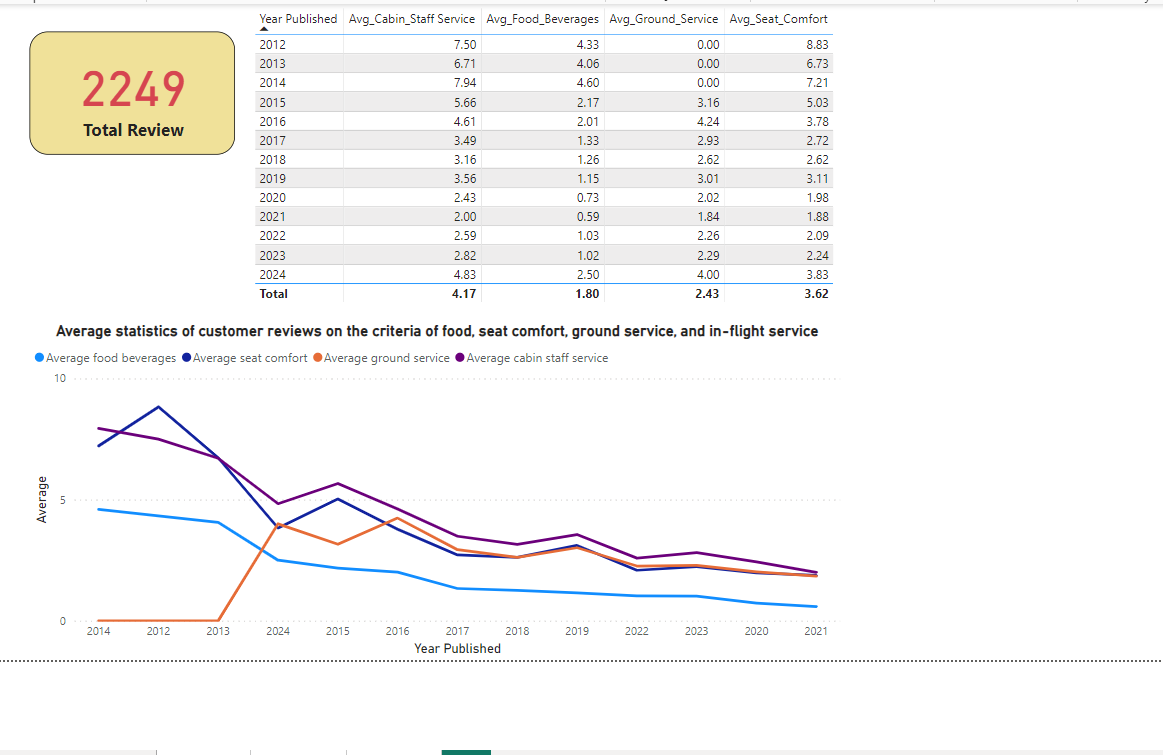 2249
Total Review
Year Published Avg_Cabin_Staff Service Avg_Food_Beverages Avg_Ground_Service Avg_Seat_Comfort
2012 7.50 4.33 0.00 8.83
2013 6.71 4.06 0.00 6.73
2014 7.94 4.60 0.00 7.21
2015 5.66 2.17 3.16 5.03
2016 4.61 2.01 4.24 3.78
2017 3.49 1.33 2.93 2.72
2018 3.16 1.26 2.62 2.62
2019 3.56 1.15 3.01 3.11
2020 2.43 0.73 2.02 1.98
2021 2.00 0.59 1.84 1.88
2022 2.59 1.03 2.26 2.09
2023 2.82 1.02 2.29 2.24
2024 4.83 2.50 4.00 3.83
Total 4.17 1.80 2.43 3.62
Average statistics of customer reviews on the criteria of food, seat comfort, ground service, and in-flight service
Average food beverages Average seat comfort Average ground service Average cabin staff service
10
5
0
Average
2014 2012 2013 2024 2015 2016 2017 2018 2019 2022 2023 2020 2021
Year Published